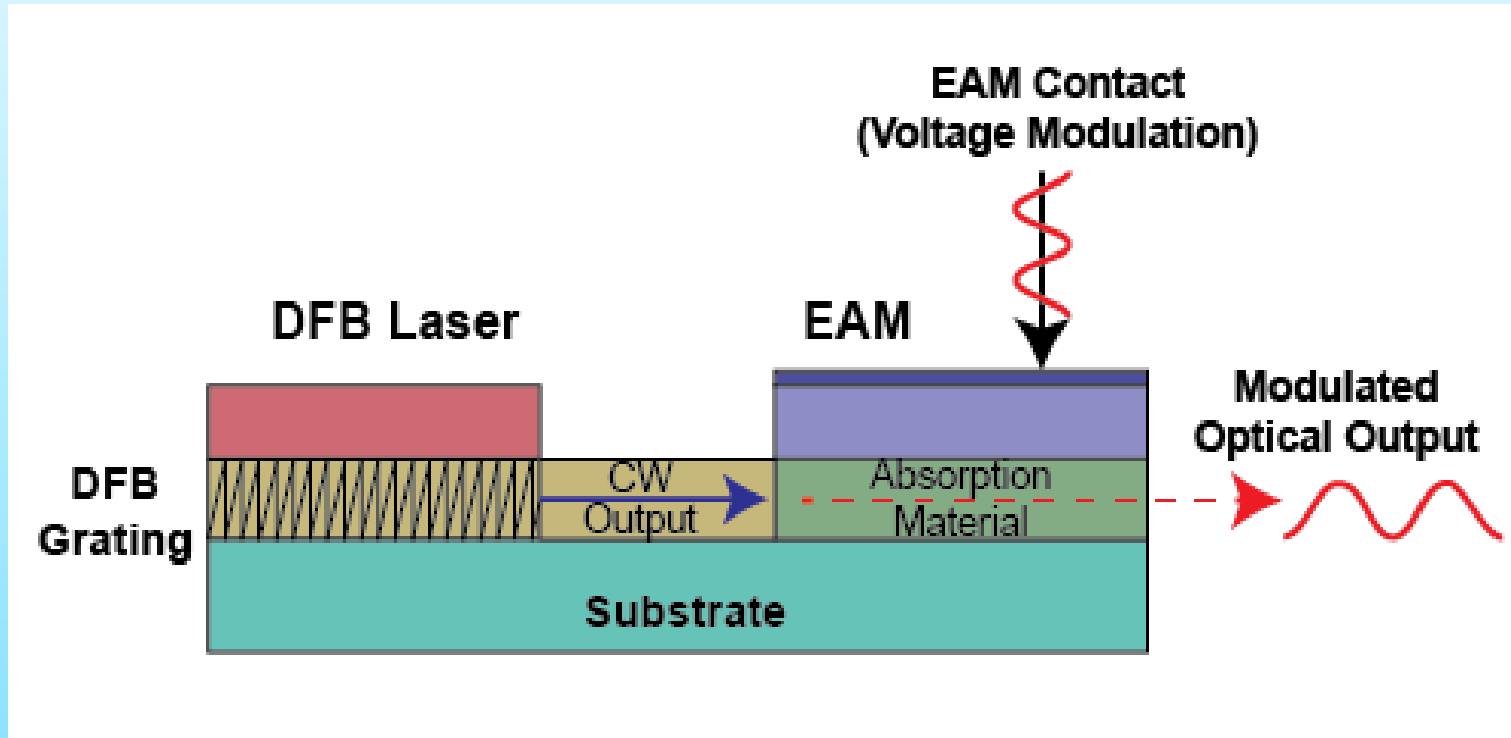 EAM Contact
(Voltage Modulation)
DFB Laser
EAM
Modulated
Optical Output
DFB
Grating
CW
Output
Absorption
Material
Substrate